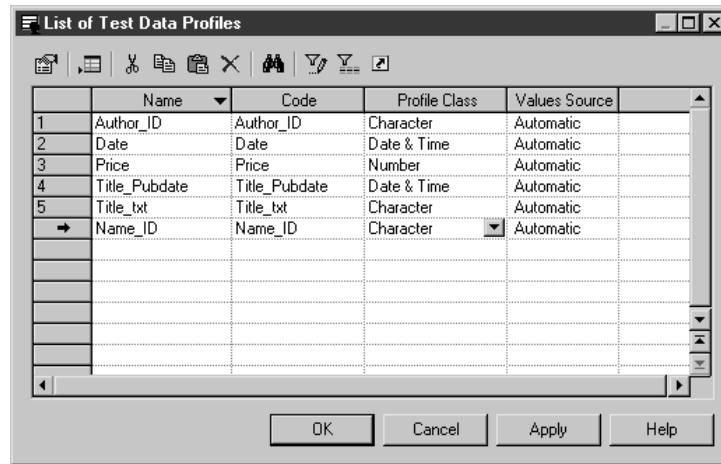 List of Test Data Profiles
Name Code Profile Class Values Source
1 Author_ID Author_ID Character Automatic
2 Date Date Date & Time Automatic
3 Price Price Number Automatic
4 Title_Pubdate Title_Pubdate Date & Time Automatic
5 Title_txt Title_txt Character Automatic
Name_ID Name_ID Character Automatic
OK Cancel Apply Help